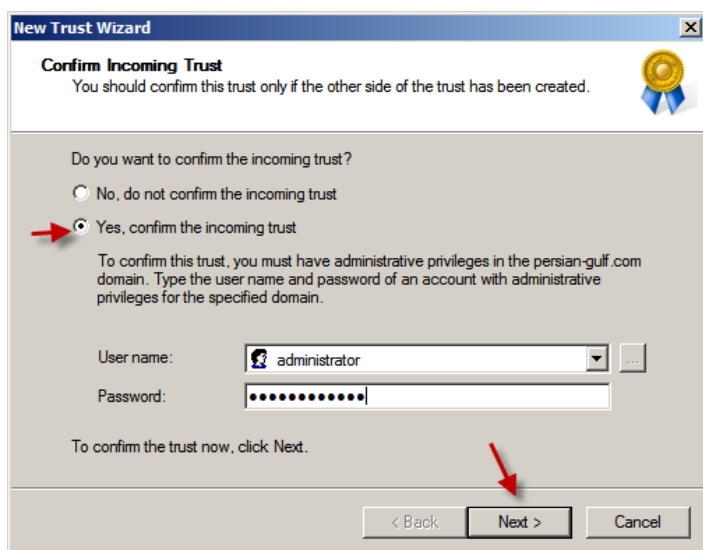 New Trust Wizard
Confirm Incoming Trust
You should confirm this trust only if the other side of the trust has been created.
Do you want to confirm the incoming trust?
No, do not confirm the incoming trust
Yes, confirm the incoming trust
To confirm this trust, you must have administrative privileges in the persian-gulf.com
domain. Type the user name and password of an account with administrative
privileges for the specified domain.
User name: administrator ...
Password: ●●●●●●●●●●●●
To confirm the trust now, click Next.
< Back Next > Cancel